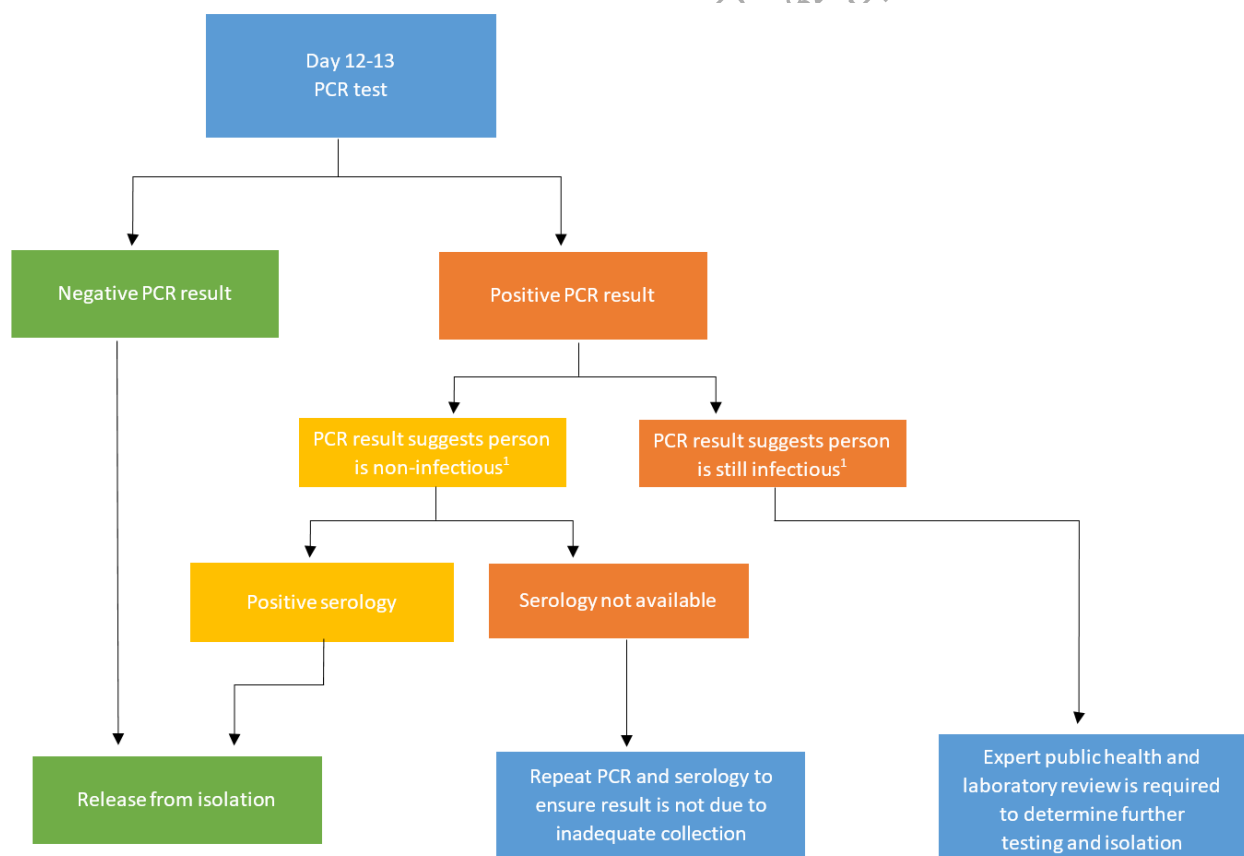 Day 12-13
PCR test
Negative PCR result
Positive PCR result
PCR result suggests person
is non-infectious1
PCR result suggests person
is still infectious1
Positive serology
Serology not available
Release from isolation
Repeat PCR and serology to
ensure result is not due to
inadequate collection
Expert public health and
laboratory review is required
to determine further
testing and isolation